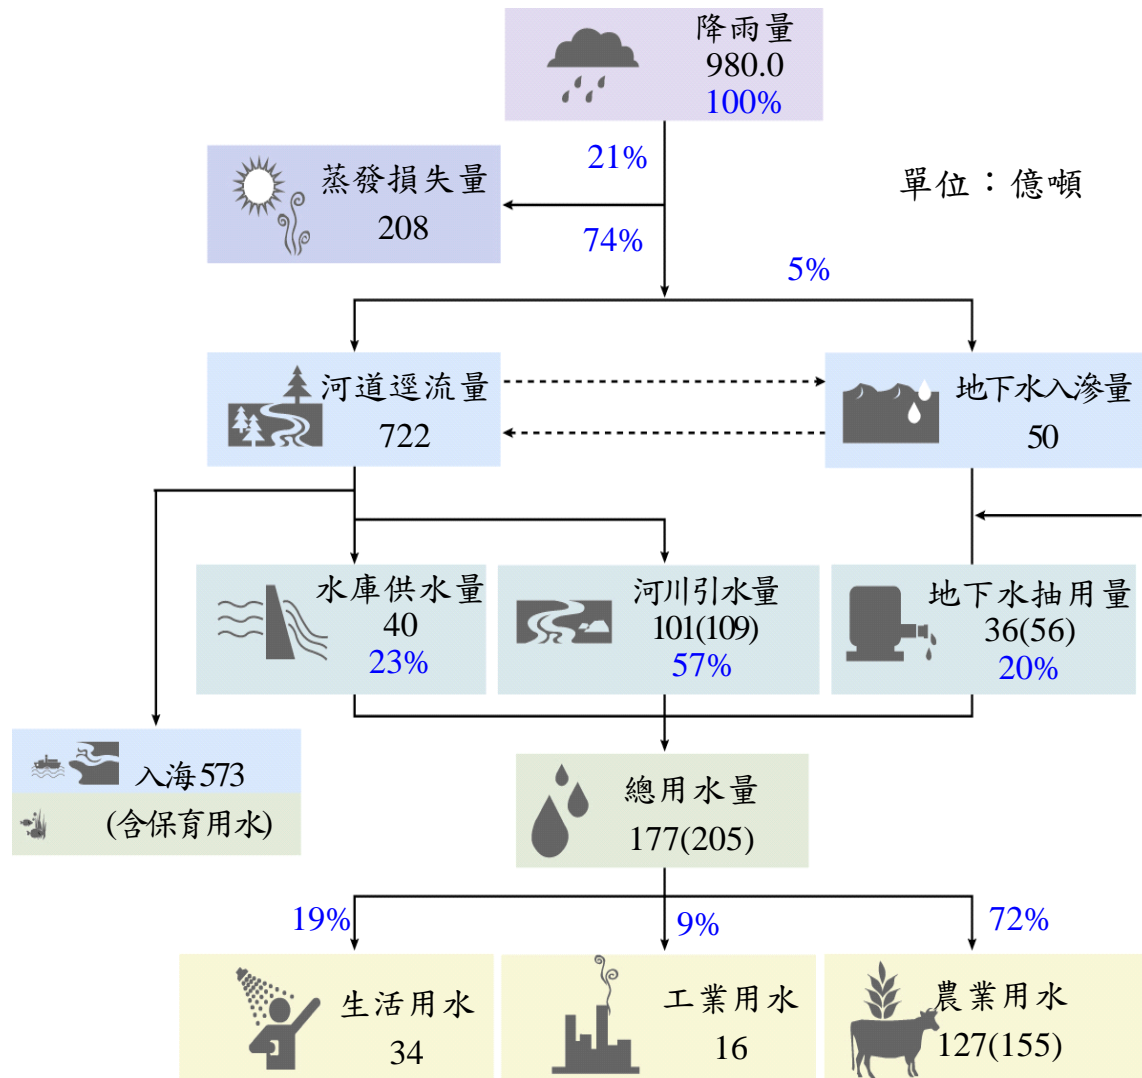 降雨量
980.0
100%
21%
蒸發損失量
208
單位：億噸
74%
5%
河道逕流量
722
地下水入滲量
50
水庫供水量
40
23%
河川引水量
101(109)
57%
地下水抽用量
36(56)
20%
入海573
(含保育用水)
總用水量
177(205)
19%
9%
72%
生活用水
34
工業用水
16
農業用水
127(155)